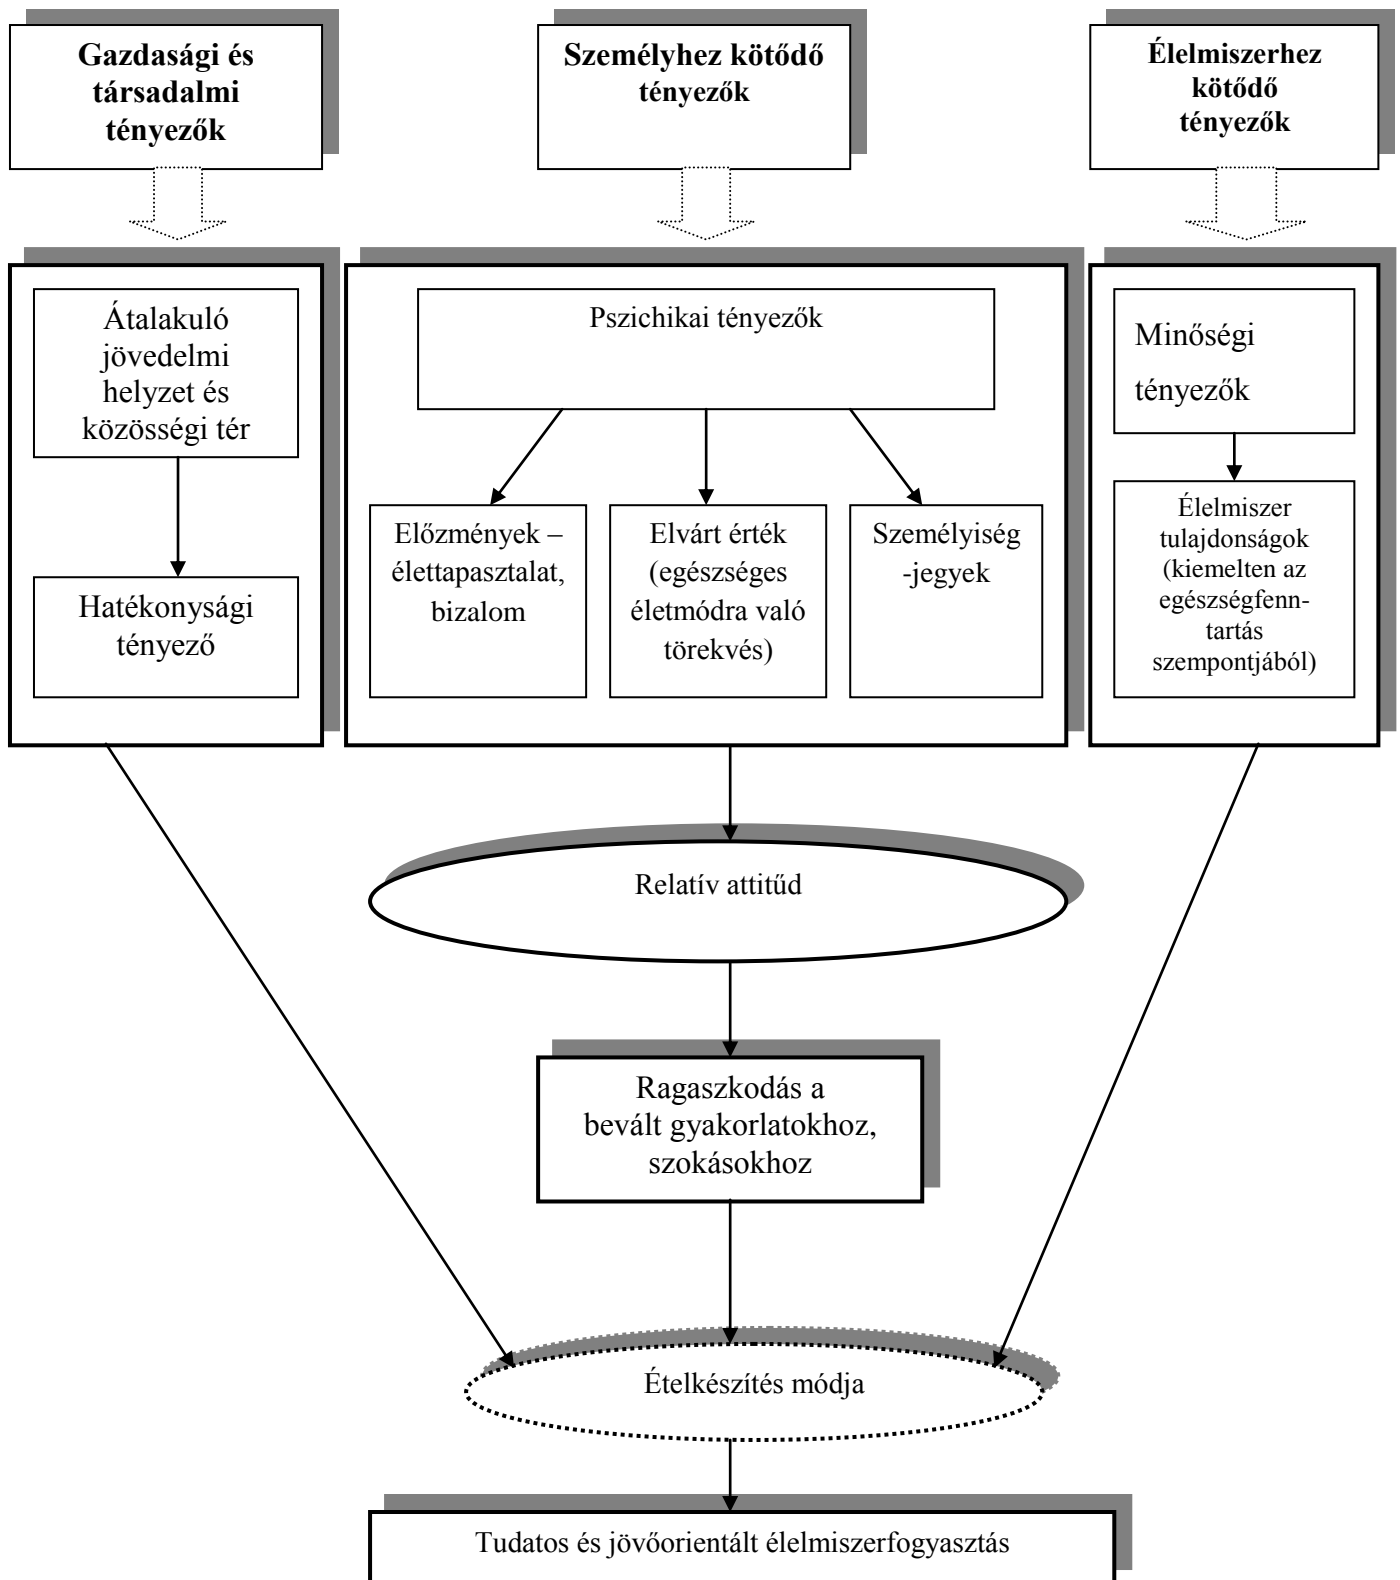 Gazdasági és
társadalmi
tényezők
Személyhez kötődő
tényezők
Élelmiszerhez
kötődő
tényezők
Átalakuló
jövedelmi
helyzet és
közösségi tér
Hatékonysági
tényező
Pszichikai tényezők
Előzmények –
élettapasztalat,
bizalom
Elvárt érték
(egészséges
életmódra való
törekvés)
Személyiség
-jegyek
Minőségi
tényezők
Élelmiszer
tulajdonságok
(kiemelten az
egészségfenn-
tartás
szempontjából)
Relatív attitűd
Ragaszkodás a
bevált gyakorlatokhoz,
szokásokhoz
Ételkészítés módja
Tudatos és jövőorientált élelmiszerfogyasztás